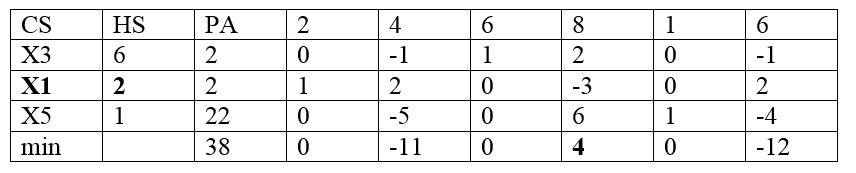 CS HS PA 2 4 6 8 1 6
X3 6 2 0 -1 1 2 0 -1
X1 2 2 1 2 0 -3 0 2
X5 1 22 0 -5 0 6 1 -4
min 38 0 -11 0 4 0 -12